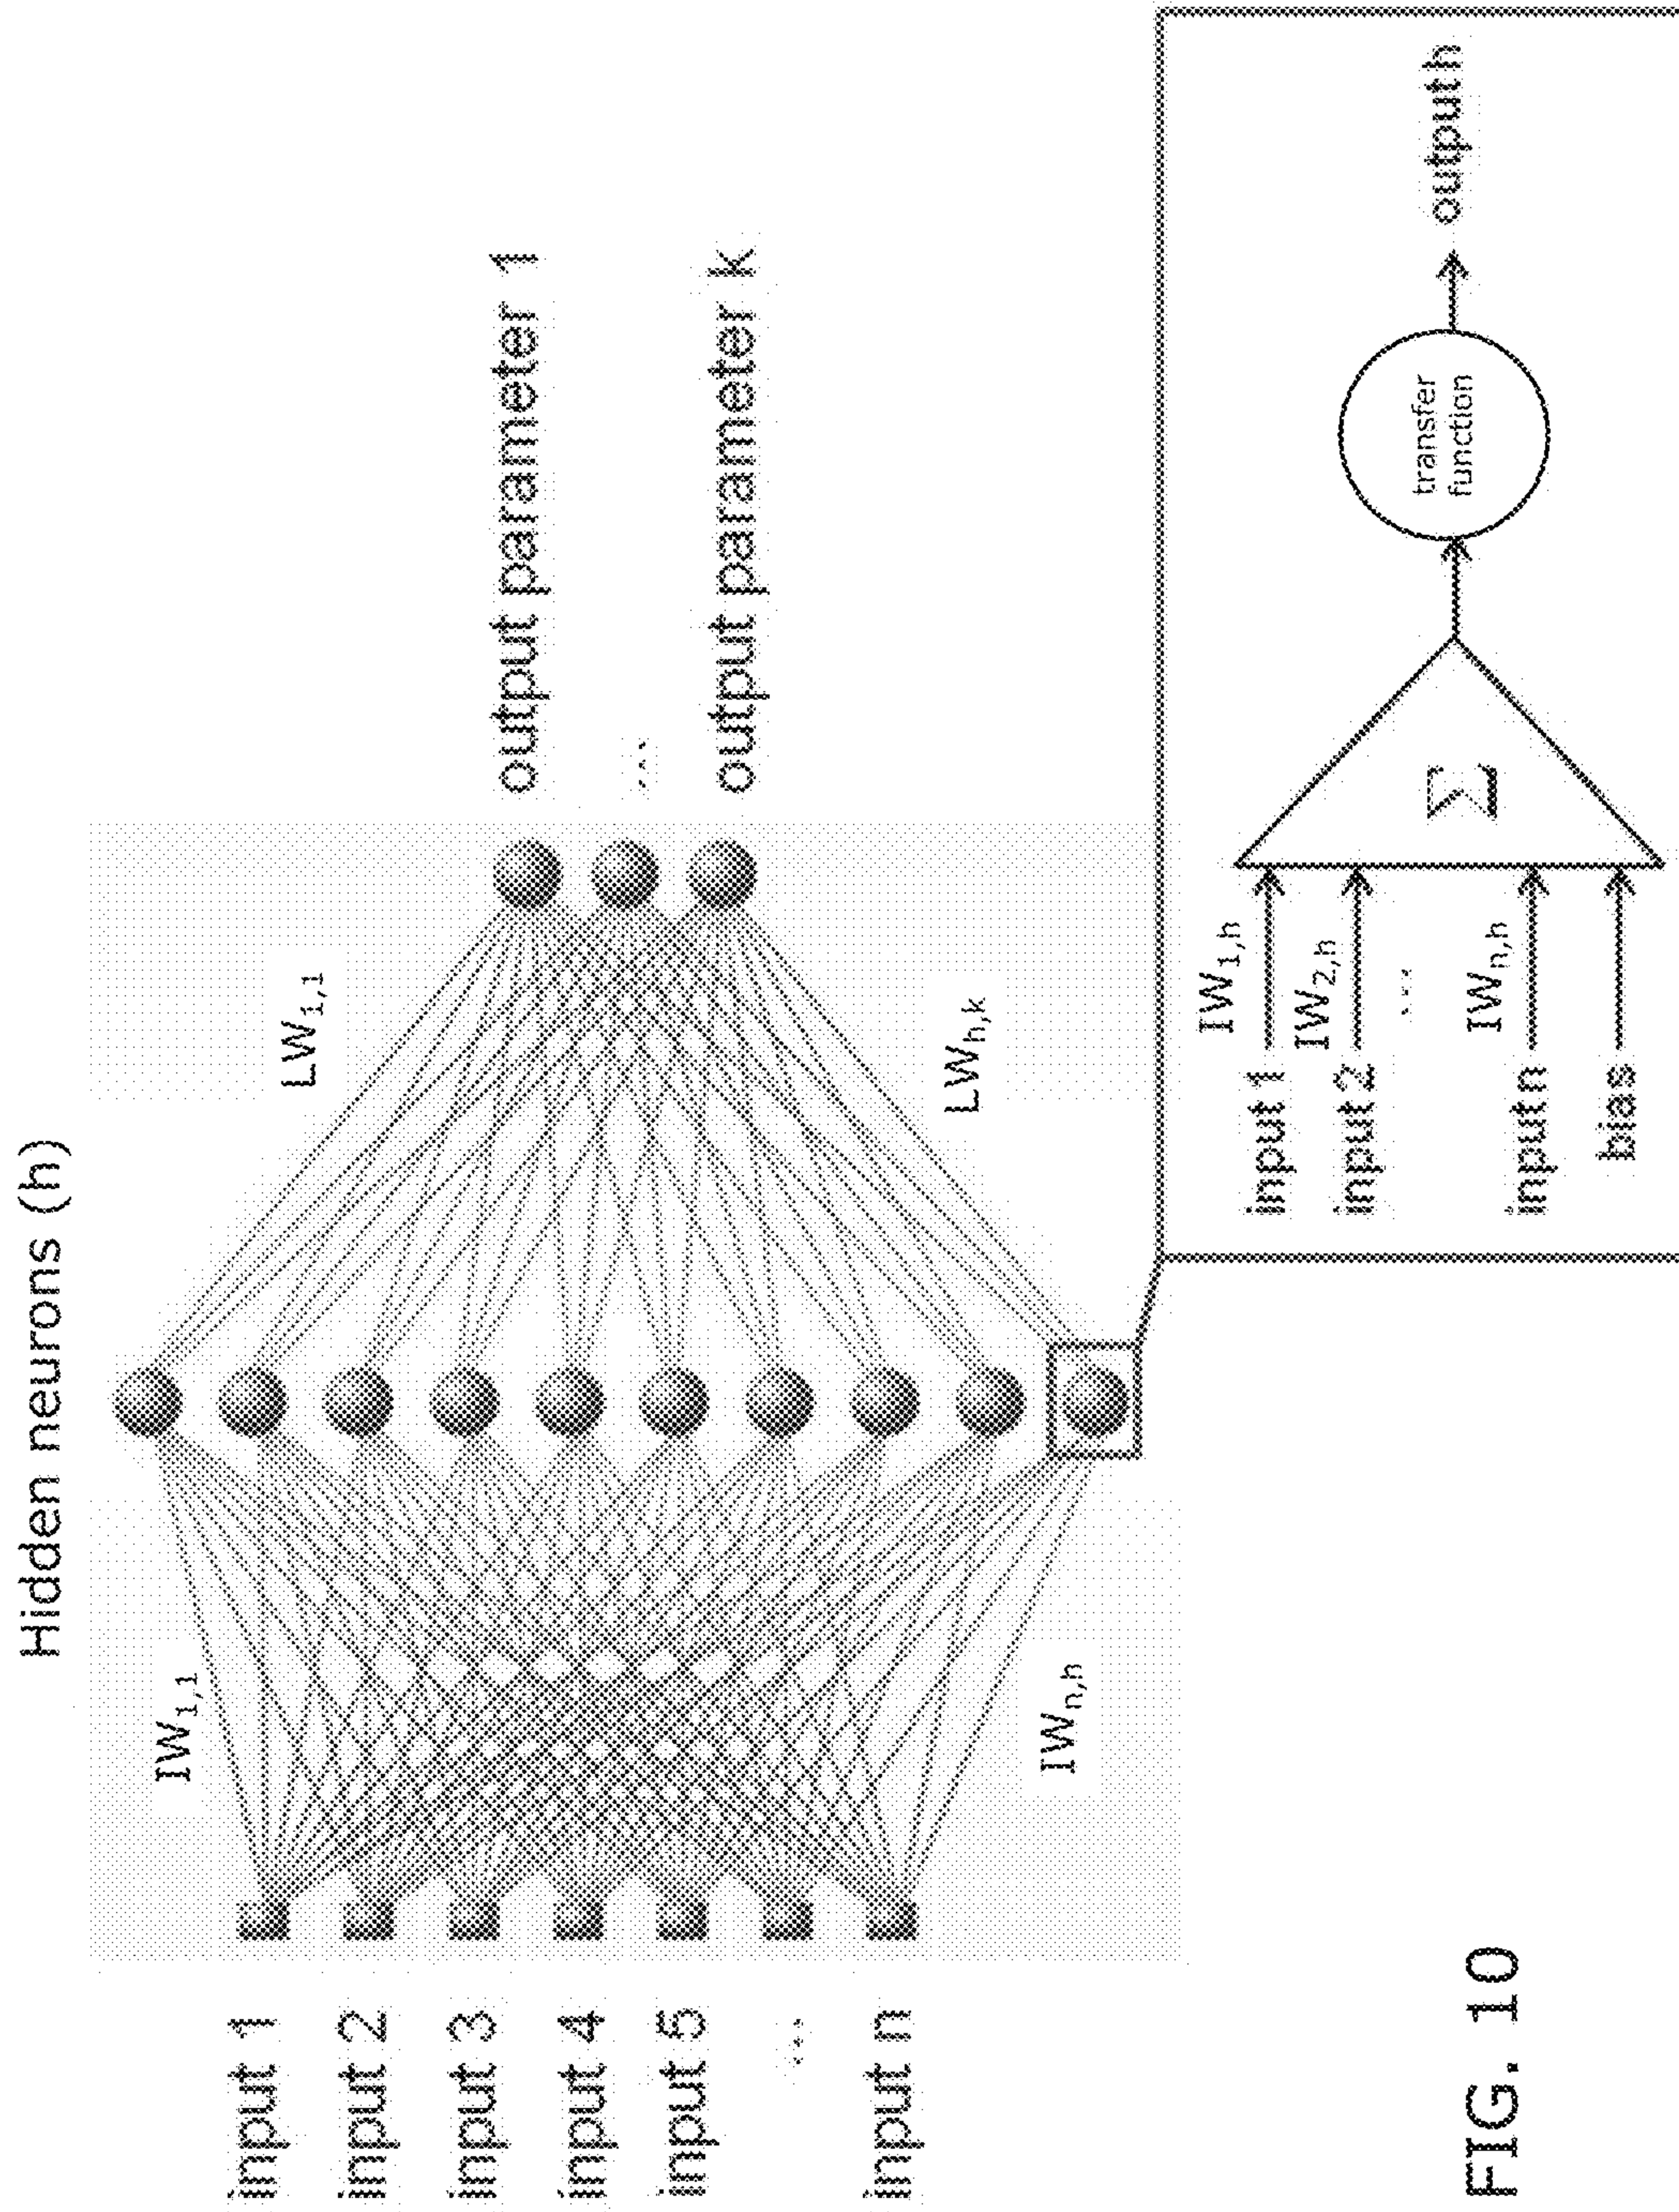 Hidden neurons (h)
IW1,1
LW1,1
input 1
input 2
input 3
input 4
input 5
...
input n
output parameter 1
...
output parameter k
IWn,h
LWh,k
IW1,h
input 1
IW2,h
input 2
...
IWn,h
input n
bias
Σ
transfer
function
output h
FIG. 10